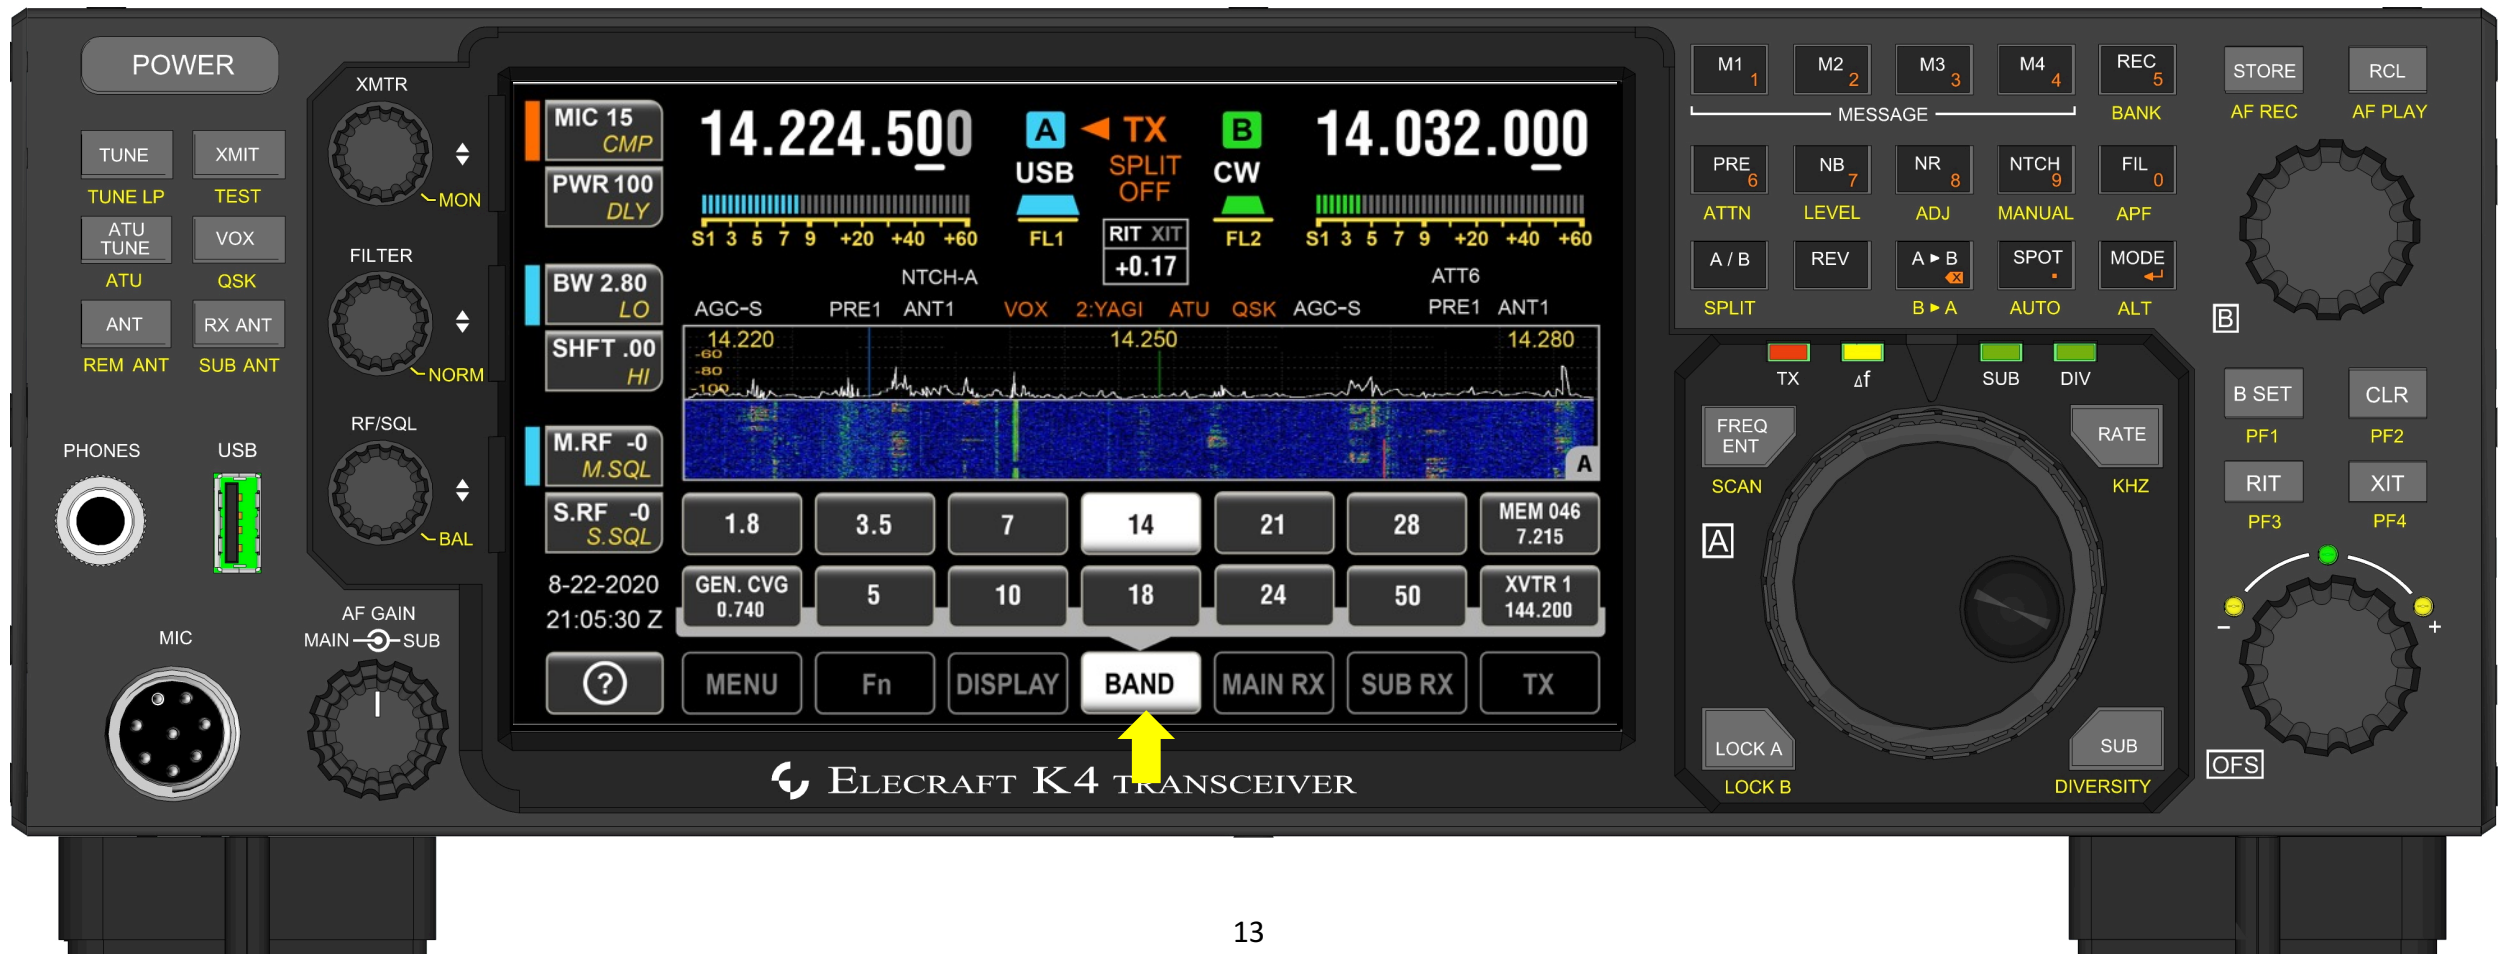 POWER
XMTR
MON
TUNE XMIT
TUNE LP TEST
ATU TUNE VOX
ATU QSK
ANT RX ANT
REM ANT SUB ANT
FILTER
NORM
RF/SQL
BAL
PHONES USB
MIC
AF GAIN
MAIN SUB
MIC 15
CMP
PWR 100
DLY
BW 2.80
LO
SHFT .00
HI
M.RF -0
M.SQL
S.RF -0
S.SQL
8-22-2020
21:05:30 Z
?
14.224.500 A ◄ TX B 14.032.000
USB SPLIT OFF CW
S1 3 5 7 9 +20 +40 +60 FL1 RIT XIT FL2 S1 3 5 7 9 +20 +40 +60
+0.17
NTCH-A ATT6
AGC-S PRE1 ANT1 VOX 2:YAGI ATU QSK AGC-S PRE1 ANT1
14.220 14.250 14.280
-60
-80
-100
A
1.8 3.5 7 14 21 28 MEM 046 7.215
GEN. CVG 0.740 5 10 18 24 50 XVTR 1 144.200
MENU Fn DISPLAY BAND MAIN RX SUB RX TX
ELECRAFT K4 TRANSCEIVER
M1 1 M2 2 M3 3 M4 4 REC 5
MESSAGE BANK
PRE 6 NB 7 NR 8 NTCH 9 FIL 0
ATTN LEVEL ADJ MANUAL APF
A / B REV A ► B SPOT . MODE
SPLIT B ► A AUTO ALT
STORE RCL
AF REC AF PLAY
B
TX Δf SUB DIV
FREQ ENT RATE
SCAN KHZ
A
LOCK A SUB
LOCK B DIVERSITY
B SET CLR
PF1 PF2
RIT XIT
PF3 PF4
- +
OFS
13